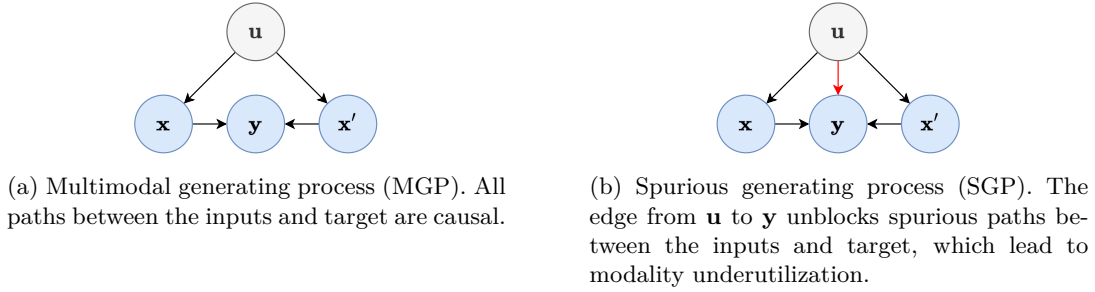 u
x
y
x′
(a) Multimodal generating process (MGP). All
paths between the inputs and target are causal.
u
x
y
x′
(b) Spurious generating process (SGP). The
edge from u to y unblocks spurious paths be-
tween the inputs and target, which lead to
modality underutilization.